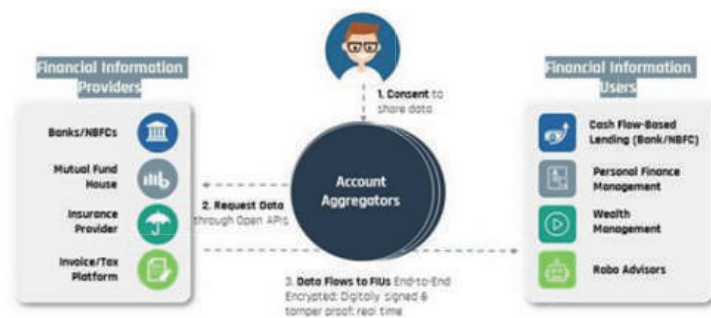 Financial Information
Providers
Banks/NBFCs
Mutual Fund
House
Insurance
Provider
Invoice/Tax
Platform
1. Consent to
share data
Account
Aggregators
2. Request Data
through Open APIs
3. Data Flows to FIUs End-to-End
Encrypted: Digitally signed &
tamper proof: real time
Financial Information
Users
Cash Flow-Based
Lending (Bank/NBFC)
Personal Finance
Management
Wealth
Management
Robo Advisors